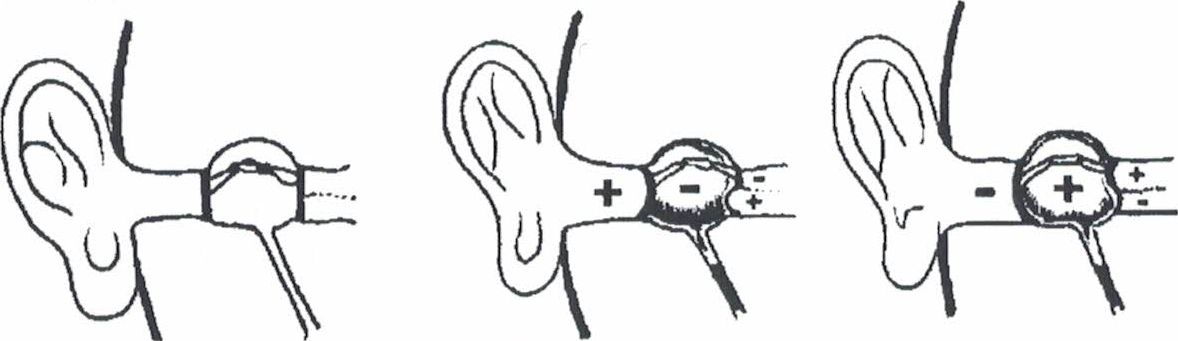 + - -
+
- + +
-